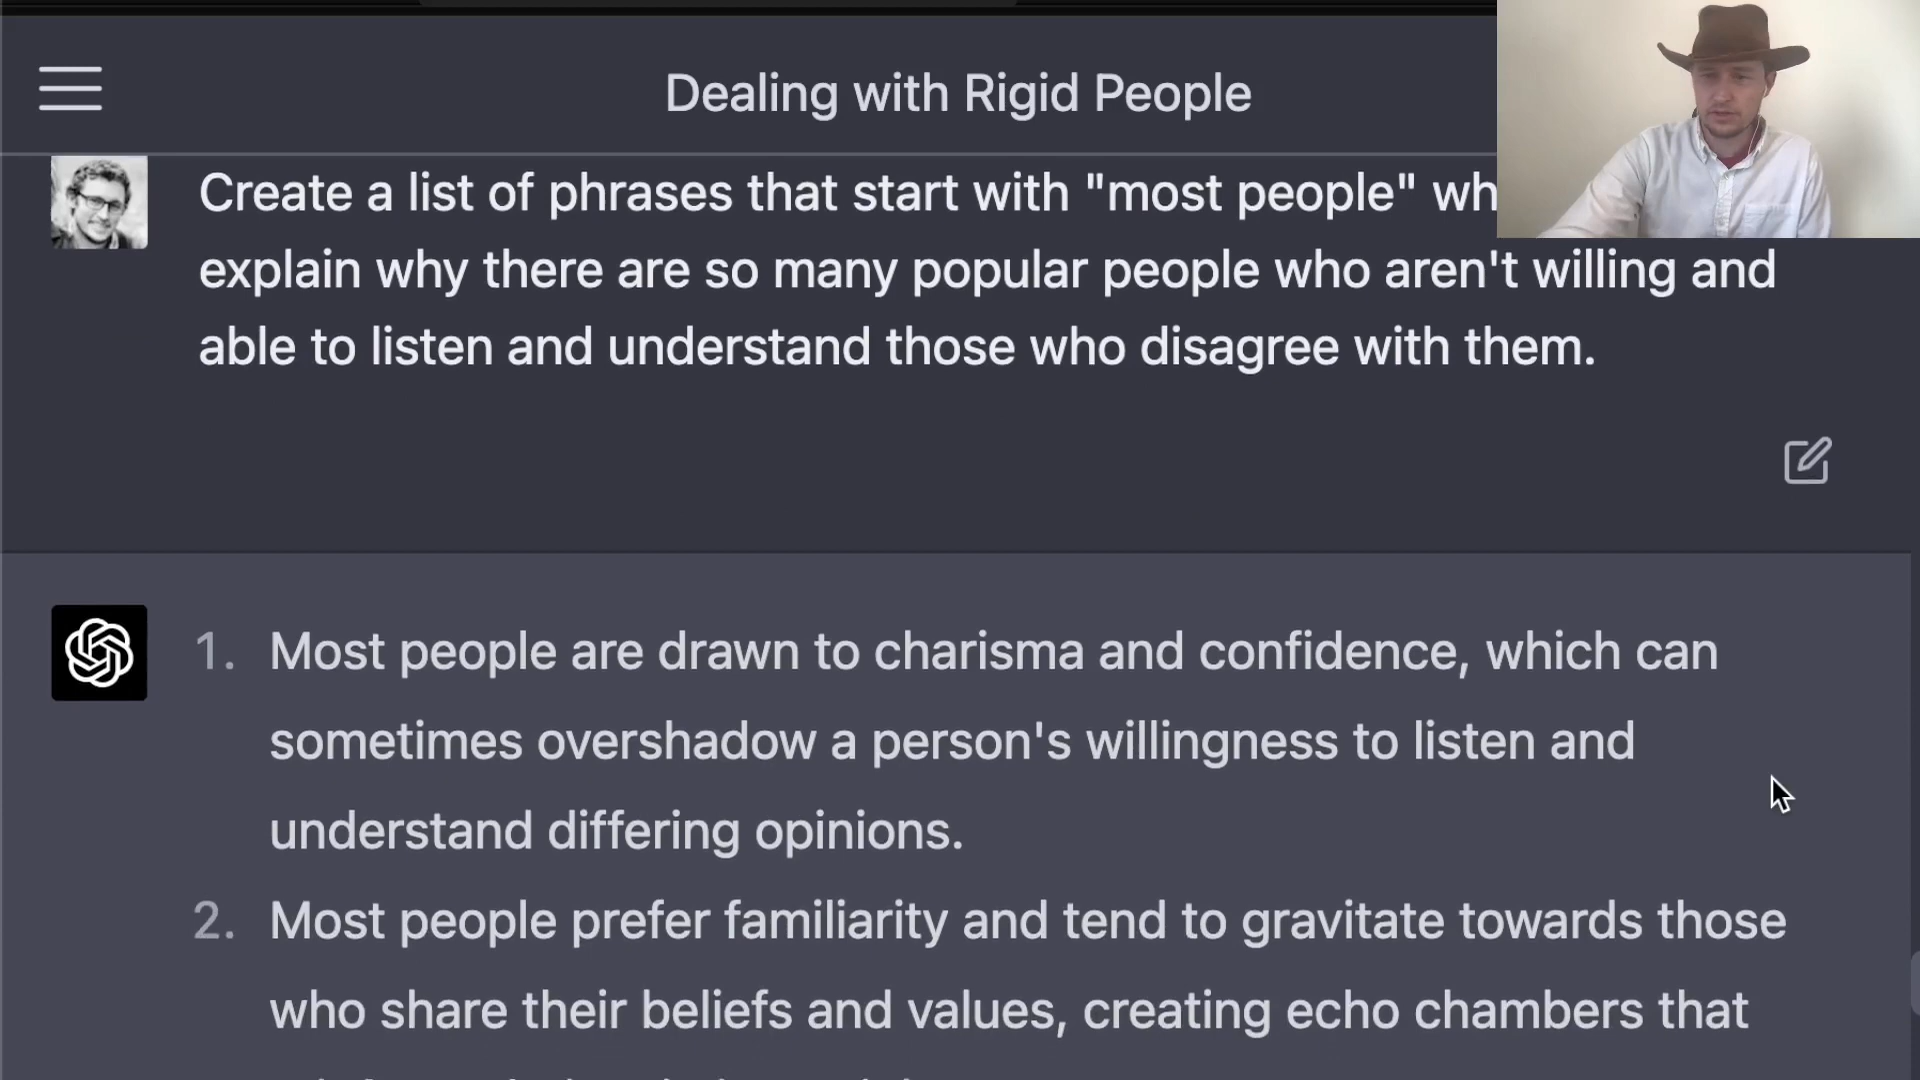 Dealing with Rigid People
Create a list of phrases that start with "most people"
explain why there are so many popular people who aren't willing and
able to listen and understand those who disagree with them.
1. Most people are drawn to charisma and confidence, which can
sometimes overshadow a person's willingness to listen and
understand differing opinions.
2. Most people prefer familiarity and tend to gravitate towards those
who share their beliefs and values, creating echo chambers that